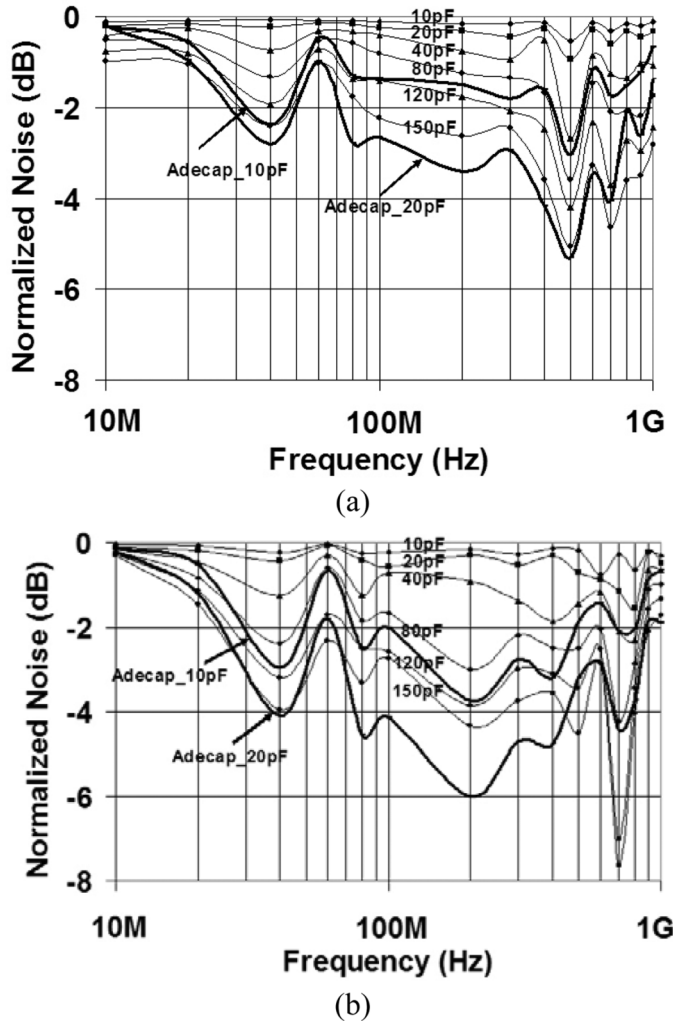 0
-2
-4
-6
-8
Normalized Noise (dB)
10pF
20pF
40pF
80pF
120pF
150pF
Adecap_10pF
Adecap_20pF
10M
100M
1G
Frequency (Hz)
(a)
0
-2
-4
-6
-8
Normalized Noise (dB)
10pF
20pF
40pF
80pF
120pF
150pF
Adecap_10pF
Adecap_20pF
10M
100M
1G
Frequency (Hz)
(b)